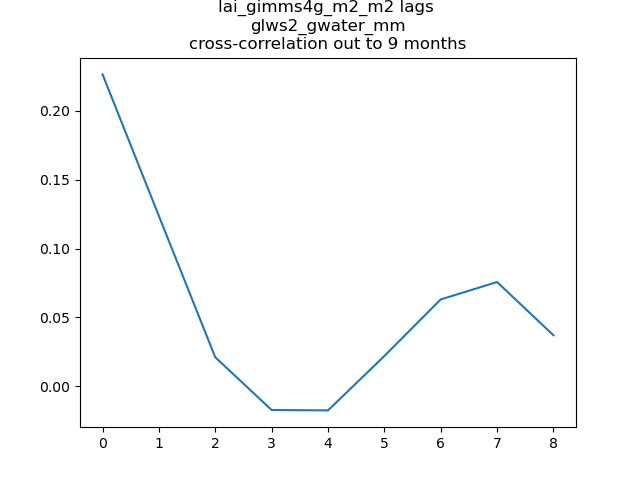 lai_gimms4g_m2_m2 lags
glws2_gwater_mm
cross-correlation out to 9 months
0.20
0.15
0.10
0.05
0.00
0 1 2 3 4 5 6 7 8